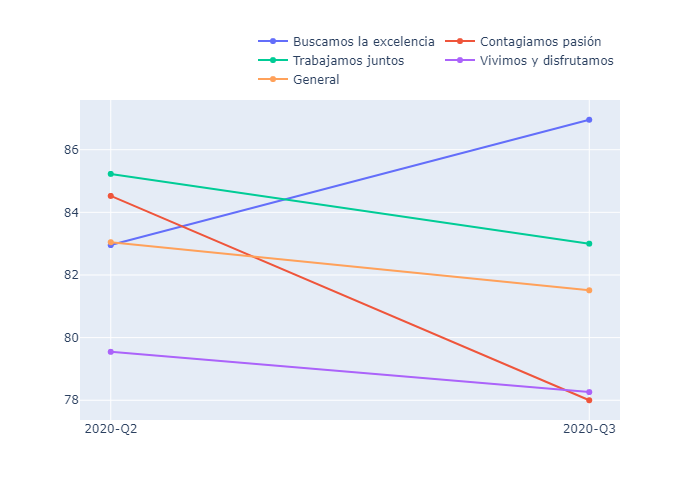 Buscamos la excelencia Contagiamos pasión
Trabajamos juntos Vivimos y disfrutamos
General
86
84
82
80
78
2020-Q2 2020-Q3